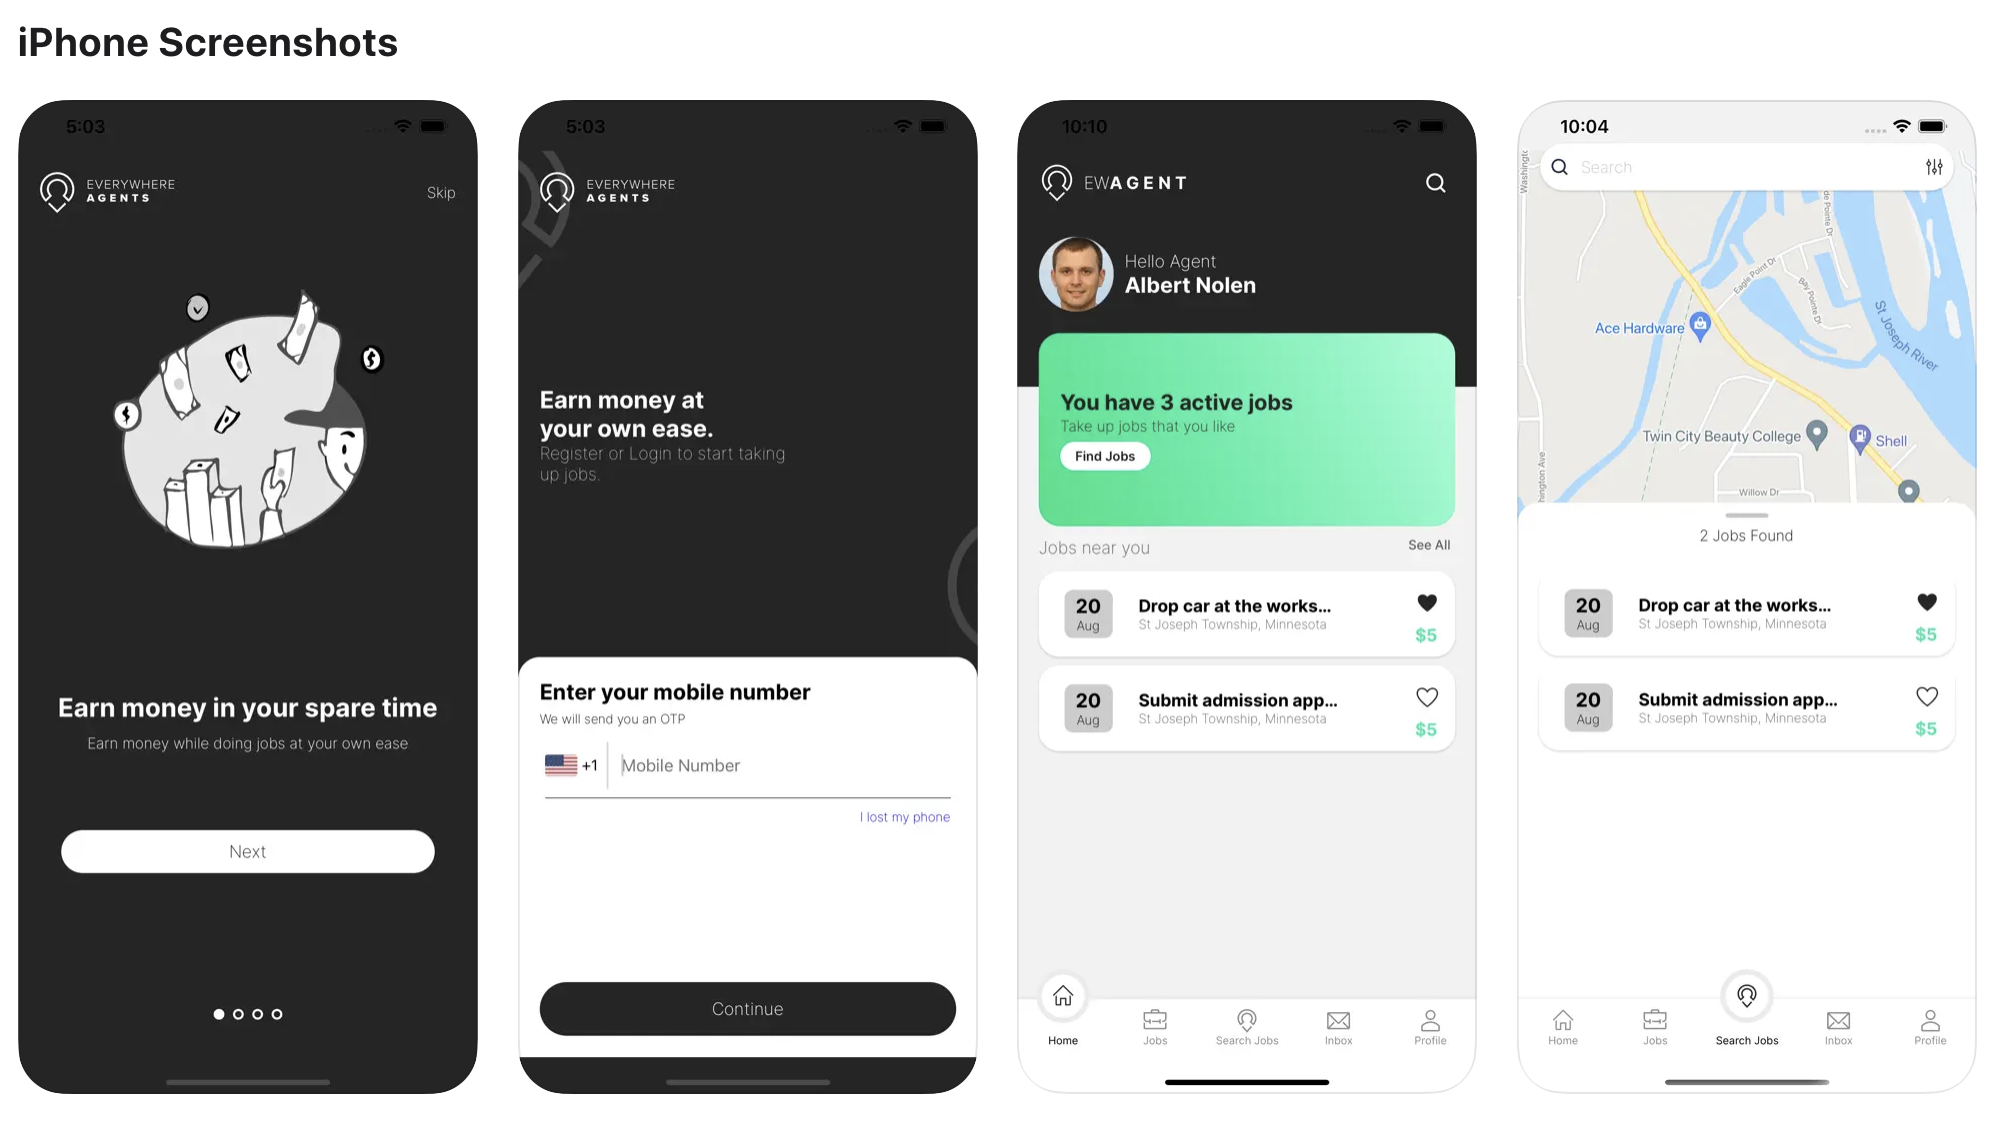 iPhone Screenshots
5:03
EVERYWHERE
AGENTS
Skip
Earn money in your spare time
Earn money while doing jobs at your own ease
Next
5:03
EVERYWHERE
AGENTS
Earn money at
your own ease.
Register or Login to start taking
up jobs.
Enter your mobile number
We will send you an OTP
+1
Mobile Number
I lost my phone
Continue
10:10
EWAGENT
Hello Agent
Albert Nolen
You have 3 active jobs
Take up jobs that you like
Find Jobs
Jobs near you
See All
20
Aug
Drop car at the works...
St Joseph Township, Minnesota
$5
20
Aug
Submit admission app...
St Joseph Township, Minnesota
$5
Home
Jobs
Search Jobs
Inbox
Profile
10:04
Search
Eagle Point Dr
Bay Pointe Dr
St Joseph River
Ace Hardware
Twin City Beauty College
Shell
Willow Dr
2 Jobs Found
20
Aug
Drop car at the works...
St Joseph Township, Minnesota
$5
20
Aug
Submit admission app...
St Joseph Township, Minnesota
$5
Home
Jobs
Search Jobs
Inbox
Profile